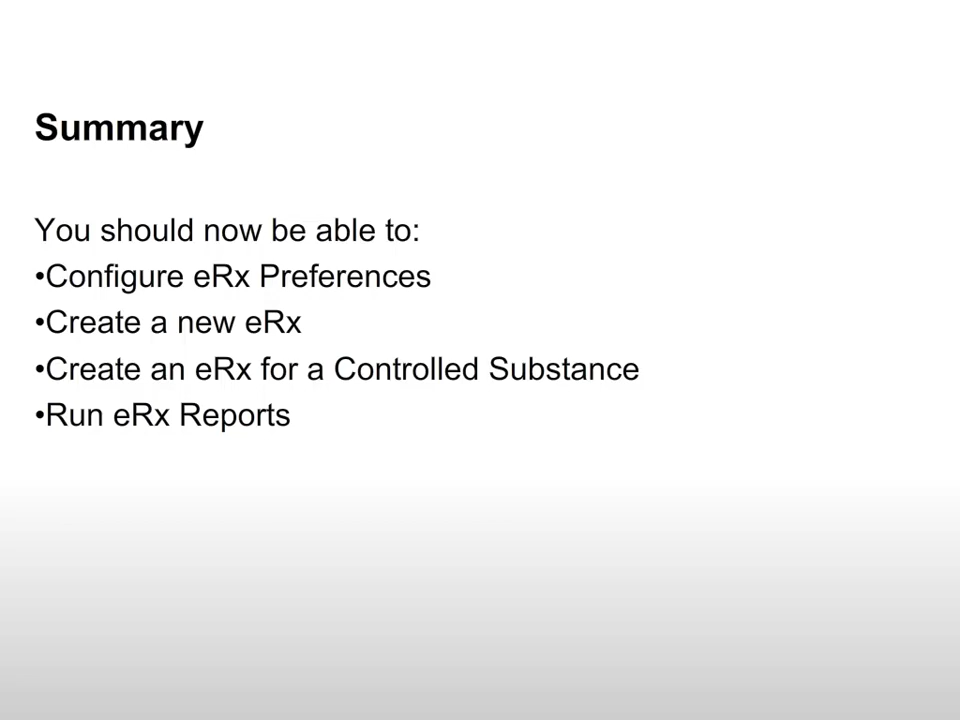 Summary
You should now be able to:
•Configure eRx Preferences
•Create a new eRx
•Create an eRx for a Controlled Substance
•Run eRx Reports